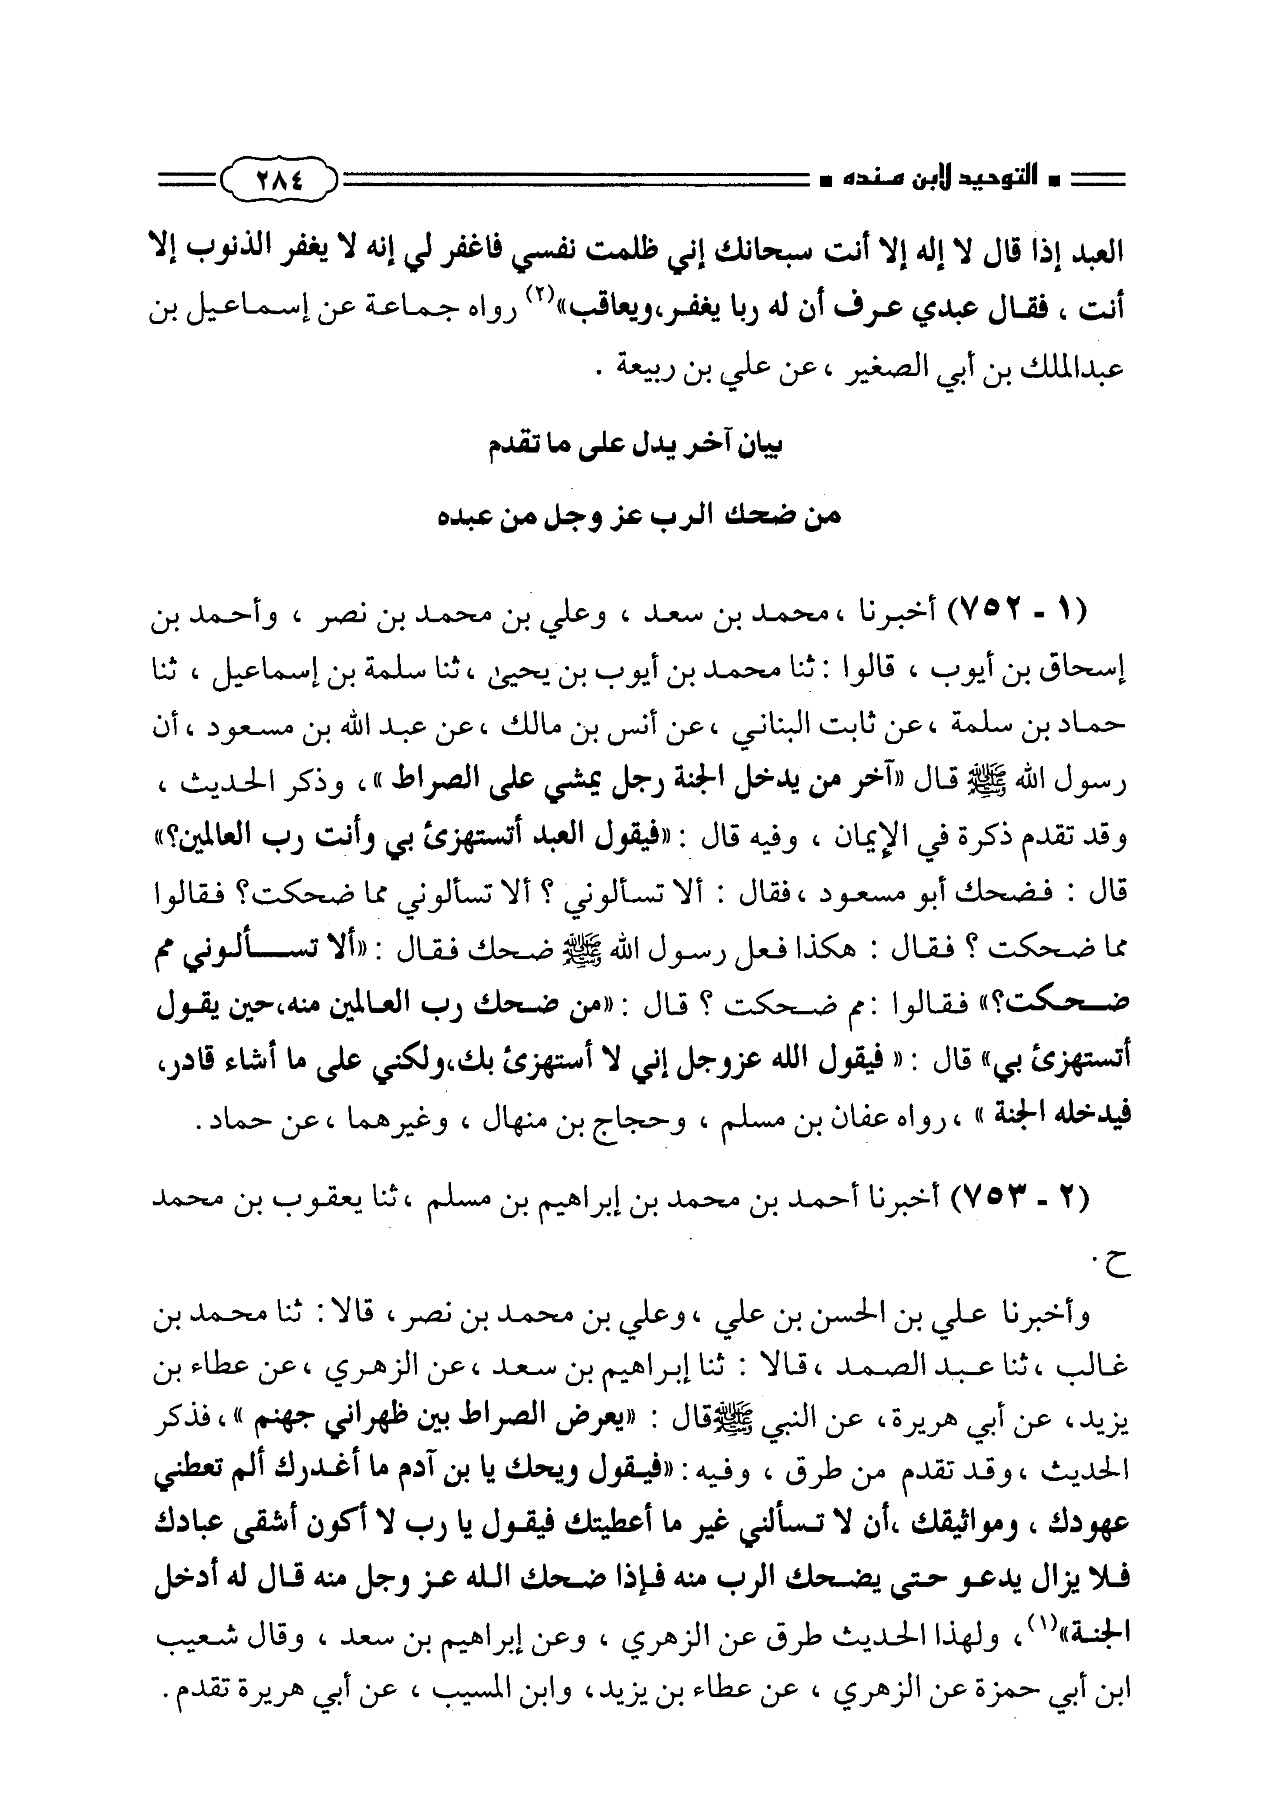 ▪ التوحيد لابن منده ▪ ٢٨٤
العبد إذا قال لا إله إلا أنت سبحانك إني ظلمت نفسي فاغفر لي إنه لا يغفر الذنوب إلا
أنت ، فقال عبدي عرف أن له ربا يغفر،ويعاقب»(٢) رواه جماعة عن إسماعيل بن
عبدالملك بن أبي الصغير ، عن علي بن ربيعة .
بيان آخر يدل على ما تقدم
من ضحك الرب عز وجل من عبده
(١ - ٧٥٢) أخبرنا ، محمد بن سعد ، وعلي بن محمد بن نصر ، وأحمد بن
إسحاق بن أيوب ، قالوا : ثنا محمد بن أيوب بن يحيىٰ ، ثنا سلمة بن إسماعيل ، ثنا
حماد بن سلمة ، عن ثابت البناني ، عن أنس بن مالك ، عن عبد الله بن مسعود ، أن
رسول الله ﷺ قال «آخر من يدخل الجنة رجل يمشي على الصراط »، وذكر الحديث ،
وقد تقدم ذكرة في الإيمان ، وفيه قال : «فيقول العبد أتستهزئ بي وأنت رب العالمين؟»
قال : فضحك أبو مسعود ، فقال : ألا تسألوني ؟ ألا تسألوني مما ضحكت؟ فقالوا
مما ضحكت ؟ فقال : هكذا فعل رسول الله ﷺ ضحك فقال : «ألا تسألوني مم
ضحكت؟» فقالوا : مم ضحكت ؟ قال : «من ضحك رب العالمين منه،حين يقول
أتستهزئ بي» قال : « فيقول الله عزوجل إني لا أستهزئ بك،ولكني على ما أشاء قادر،
فيدخله الجنة » ، رواه عفان بن مسلم ، وحجاج بن منهال ، وغيرهما ، عن حماد .
(٢ - ٧٥٣) أخبرنا أحمد بن محمد بن إبراهيم بن مسلم ، ثنا يعقوب بن محمد
ح .
وأخبرنا علي بن الحسن بن علي ، وعلي بن محمد بن نصر ، قالا : ثنا محمد بن
غالب ، ثنا عبد الصمد ، قالا : ثنا إبراهيم بن سعد ، عن الزهري ، عن عطاء بن
يزيد، عن أبي هريرة، عن النبي ﷺ قال : «يعرض الصراط بين ظهراني جهنم »، فذكر
الحديث ، وقد تقدم من طرق ، وفيه : «فيقول ويحك يا بن آدم ما أغدرك ألم تعطني
عهودك ، ومواثيقك ،أن لا تسألني غير ما أعطيتك فيقول يا رب لا أكون أشقى عبادك
فلا يزال يدعو حتى يضحك الرب منه فإذا ضحك الله عز وجل منه قال له أدخل
الجنة»(١)، ولهذا الحديث طرق عن الزهري ، وعن إبراهيم بن سعد ، وقال شعيب
ابن أبي حمزة عن الزهري ، عن عطاء بن يزيد، وابن المسيب ، عن أبي هريرة تقدم .